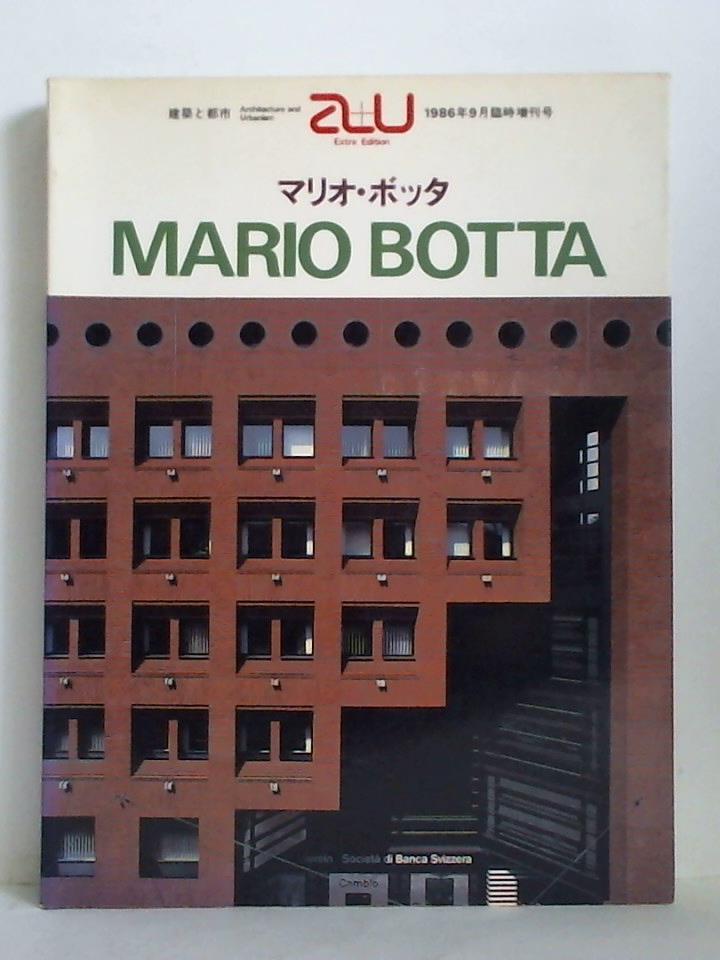 建築と都市 Architecture and Urbanism a+u 1986年9月臨時増刊号
Extra Edition
マリオ・ボッタ
MARIO BOTTA
Società di Banca Svizzera
Cambio